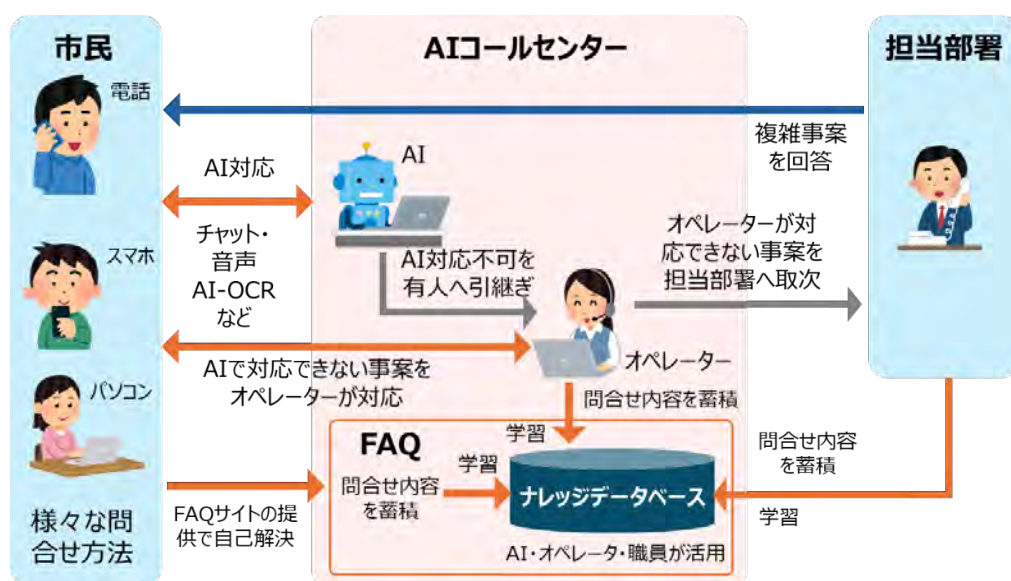 市民
電話
スマホ
パソコン
様々な問
合せ方法
AI対応
チャット・
音声
AI-OCR
など
AIで対応できない事案を
オペレーターが対応
FAQサイトの提
供で自己解決
AIコールセンター
AI
AI対応不可を
有人へ引継ぎ
オペレーター
問合せ内容を蓄積
学習
FAQ
問合せ内容
を蓄積
学習
ナレッジデータベース
AI・オペレータ・職員が活用
複雑事案
を回答
オペレーターが対
応できない事案を
担当部署へ取次
担当部署
問合せ内容
を蓄積
学習